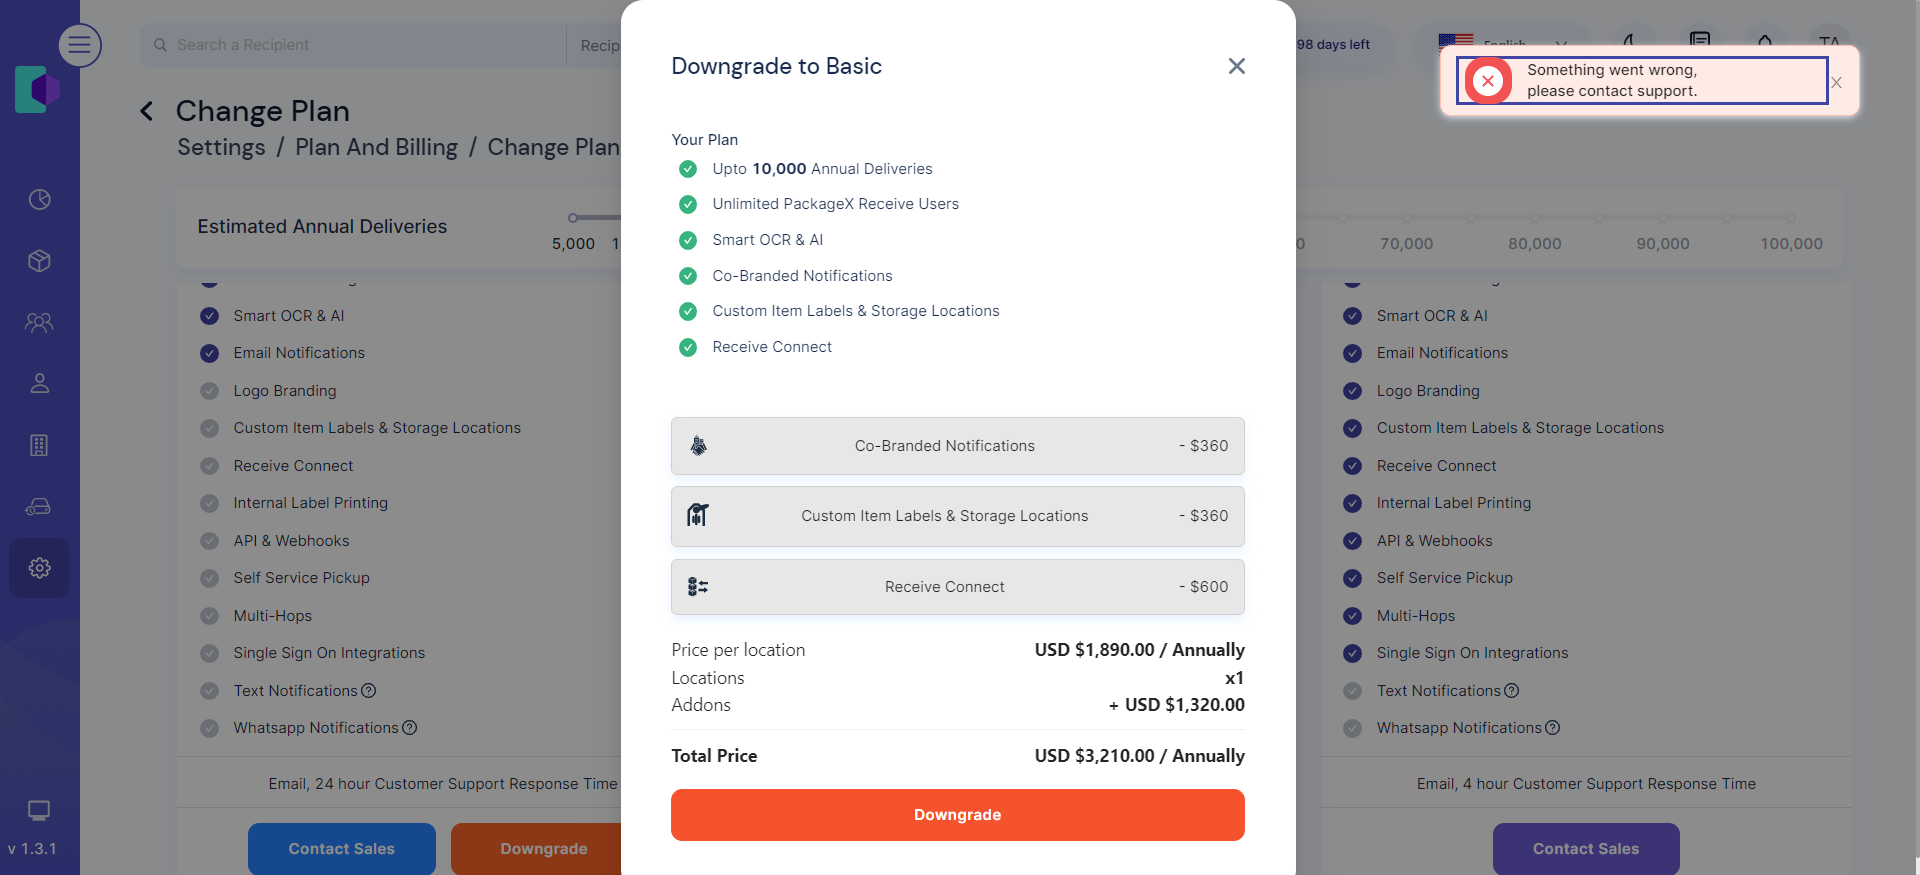 Search a Recipient
Recip
98 days left
English
TA
Something went wrong,
please contact support.
Change Plan
Settings / Plan And Billing / Change Plan
Estimated Annual Deliveries
5,000
70,000
80,000
90,000
100,000
Smart OCR & AI
Email Notifications
Logo Branding
Custom Item Labels & Storage Locations
Receive Connect
Internal Label Printing
API & Webhooks
Self Service Pickup
Multi-Hops
Single Sign On Integrations
Text Notifications
Whatsapp Notifications
Email, 24 hour Customer Support Response Time
Contact Sales
Downgrade
v 1.3.1
Downgrade to Basic
Your Plan
Upto 10,000 Annual Deliveries
Unlimited PackageX Receive Users
Smart OCR & AI
Co-Branded Notifications
Custom Item Labels & Storage Locations
Receive Connect
Co-Branded Notifications - $360
Custom Item Labels & Storage Locations - $360
Receive Connect - $600
Price per location USD $1,890.00 / Annually
Locations x1
Addons + USD $1,320.00
Total Price USD $3,210.00 / Annually
Downgrade
Smart OCR & AI
Email Notifications
Logo Branding
Custom Item Labels & Storage Locations
Receive Connect
Internal Label Printing
API & Webhooks
Self Service Pickup
Multi-Hops
Single Sign On Integrations
Text Notifications
Whatsapp Notifications
Email, 4 hour Customer Support Response Time
Contact Sales